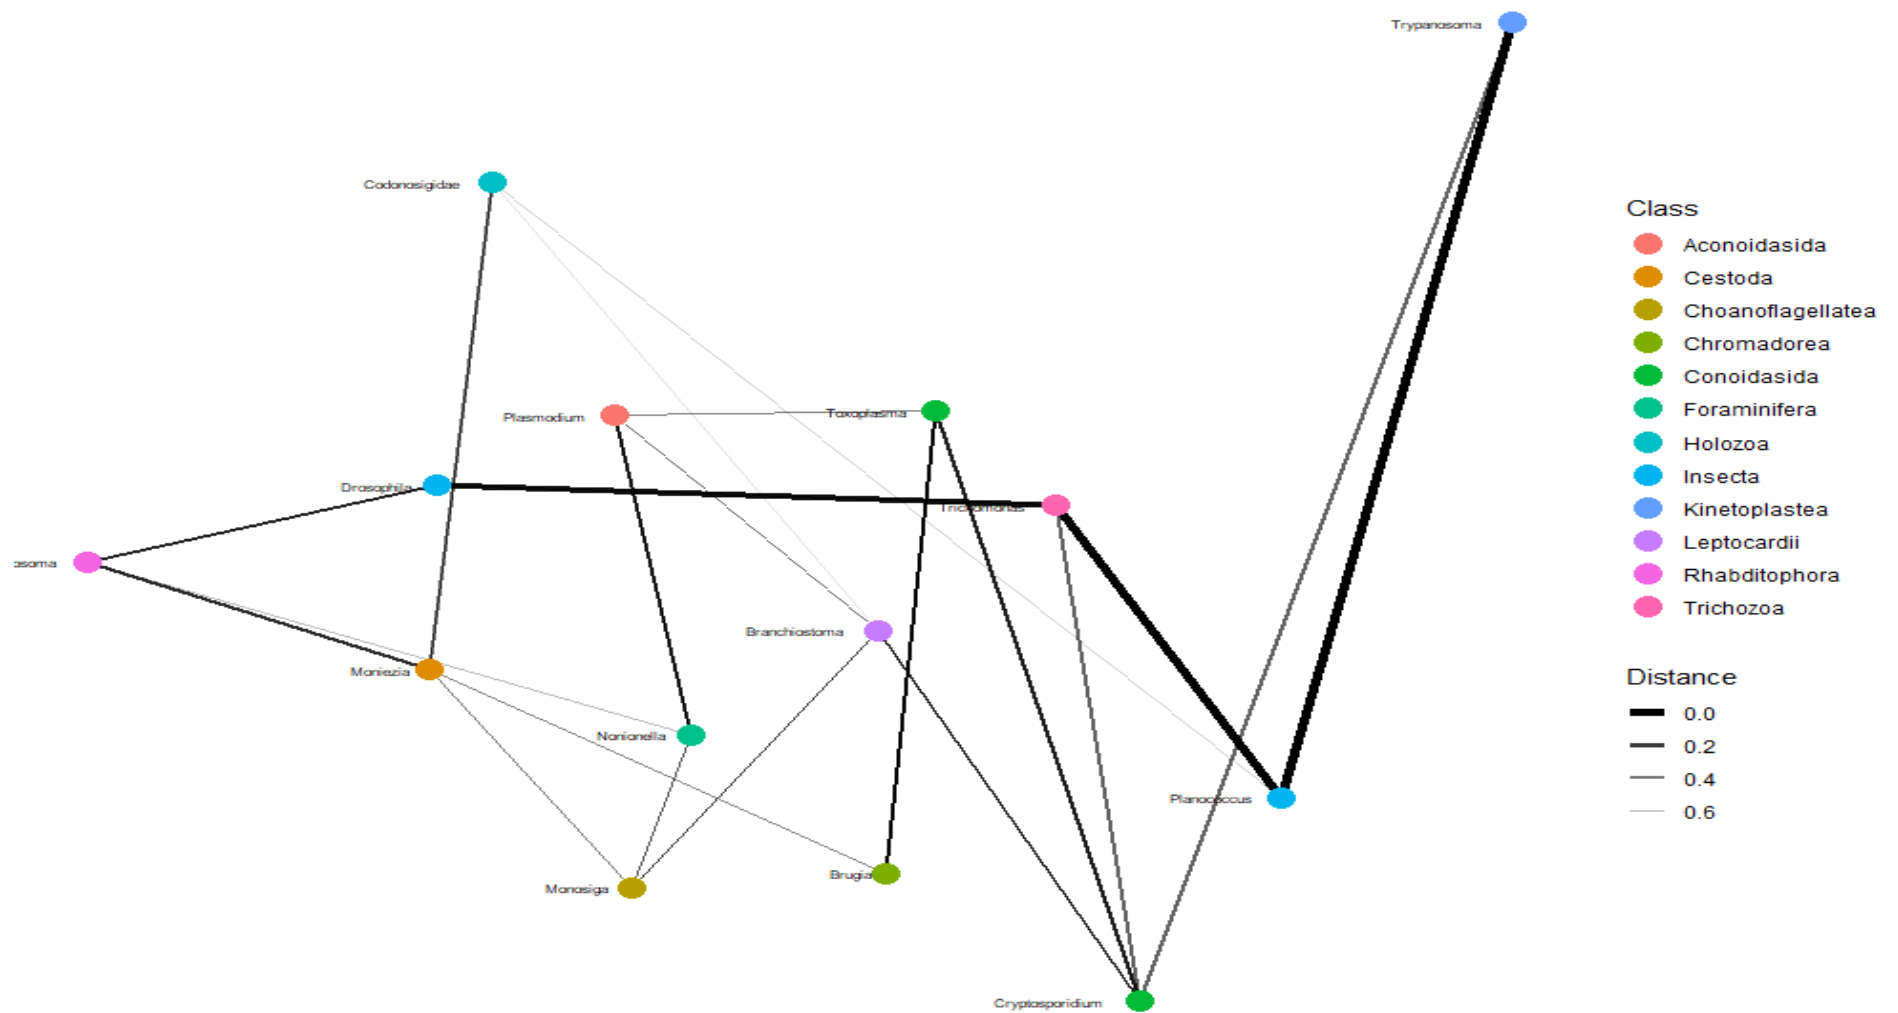 Trypanosoma
Codonosigidae
Class
Aconoidasida
Cestoda
Choanoflagellatea
Chromadorea
Conoidasida
Foraminifera
Holozoa
Insecta
Kinetoplastea
Leptocardii
Rhabditophora
Trichozoa
Plasmodium
Toxoplasma
Drosophila
Trichomonas
osoma
Branchiostoma
Moniezia
Nonionella
Planococcus
Brugia
Monosiga
Cryptosporidium
Distance
0.0
0.2
0.4
0.6